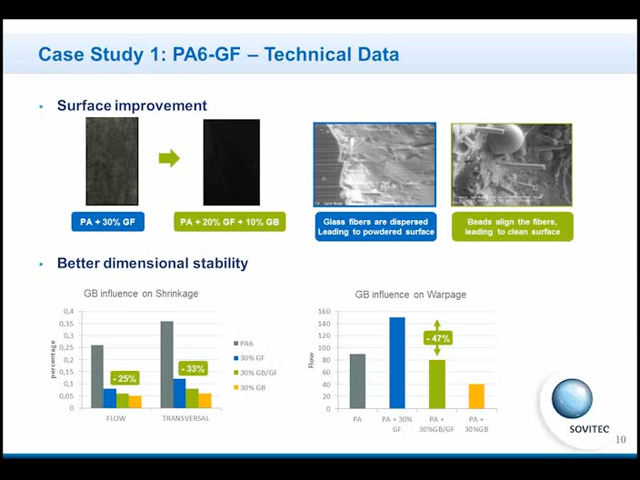 Case Study 1: PA6-GF – Technical Data
▪ Surface improvement
PA + 30% GF
PA + 20% GF + 10% GB
Glass fibers are dispersed
Leading to powdered surface
Beads align the fibers,
leading to clean surface
▪ Better dimensional stability
GB influence on Shrinkage
percentage
0,4
0,35
0,3
0,25
0,2
0,15
0,1
0,05
0
- 25%
- 33%
FLOW
TRANSVERSAL
PA6
30% GF
30% GB/GF
30% GB
GB influence on Warpage
Flow
160
140
120
100
80
60
40
20
0
- 47%
PA
PA + 30%
GF
PA +
30%GB/GF
PA +
30%GB
SOVITEC
10